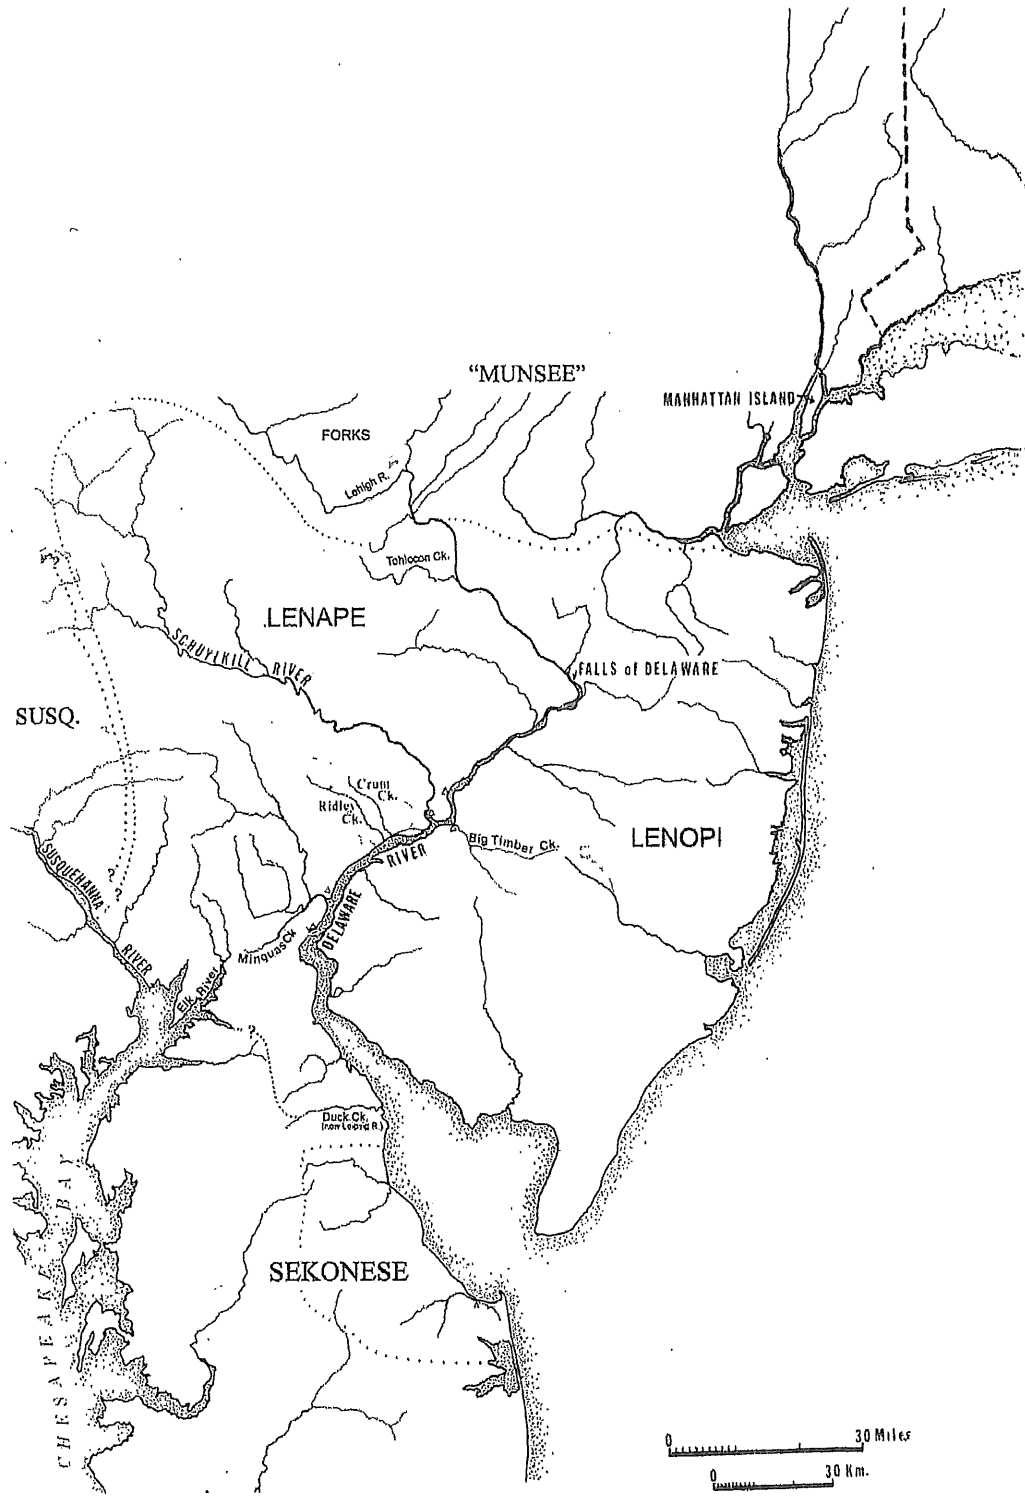 "MUNSEE"
MANHATTAN ISLAND
FORKS
Lehigh R.
Tohlocon Ck.
LENAPE
SCHUYLKILL RIVER
FALLS of DELAWARE
SUSQ.
Crum
Ck.
Ridley
Ck.
Big Timber Ck.
LENOPI
RIVER
DELAWARE
SUSQUEHANNA
RIVER
?
?
Minquas Ck
Elk River
?
Duck Ck.
SEKONESE
CHESAPEAKE BAY
0 30 Miles
0 30 Km.